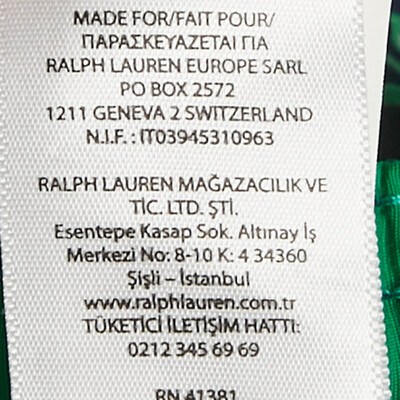 MADE FOR/FAIT POUR/
ΠΑΡΑΣΚΕΥΑΖΕΤΑΙ ΓΙΑ
RALPH LAUREN EUROPE SARL
PO BOX 2572
1211 GENEVA 2 SWITZERLAND
N.I.F. : IT03945310963
RALPH LAUREN MAĞAZACILIK VE
TİC. LTD. ŞTİ.
Esentepe Kasap Sok. Altınay İş
Merkezi No: 8-10 K: 4 34360
Şişli – İstanbul
www.ralphlauren.com.tr
TÜKETİCİ İLETİŞİM HATTI:
0212 345 69 69
RN 41381